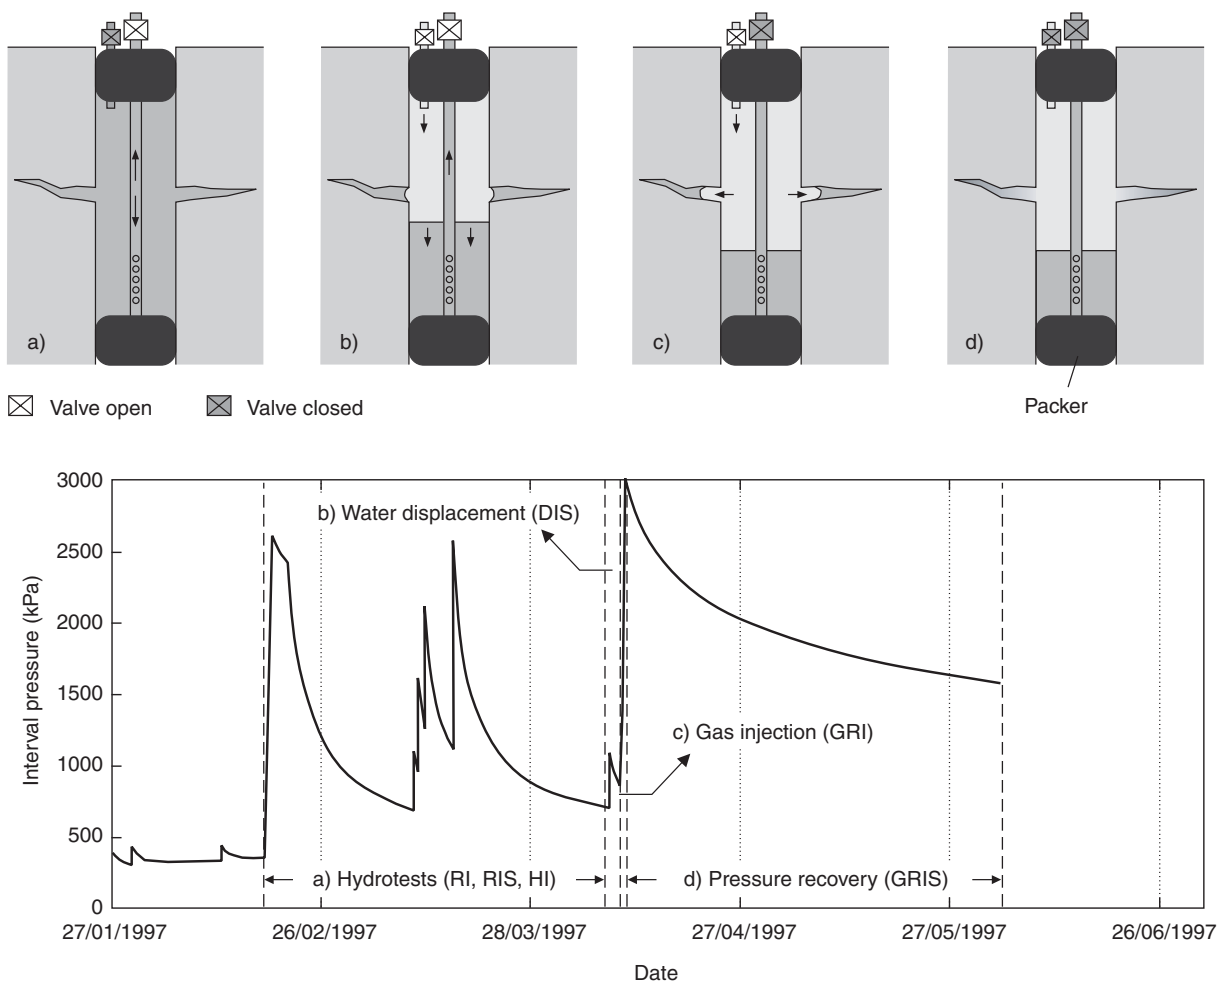 a)
b)
c)
d)
Packer
Valve open
Valve closed
3000
2500
2000
1500
1000
500
0
Interval pressure (kPa)
b) Water displacement (DIS)
c) Gas injection (GRI)
a) Hydrotests (RI, RIS, HI)
d) Pressure recovery (GRIS)
27/01/1997
26/02/1997
28/03/1997
27/04/1997
27/05/1997
26/06/1997
Date